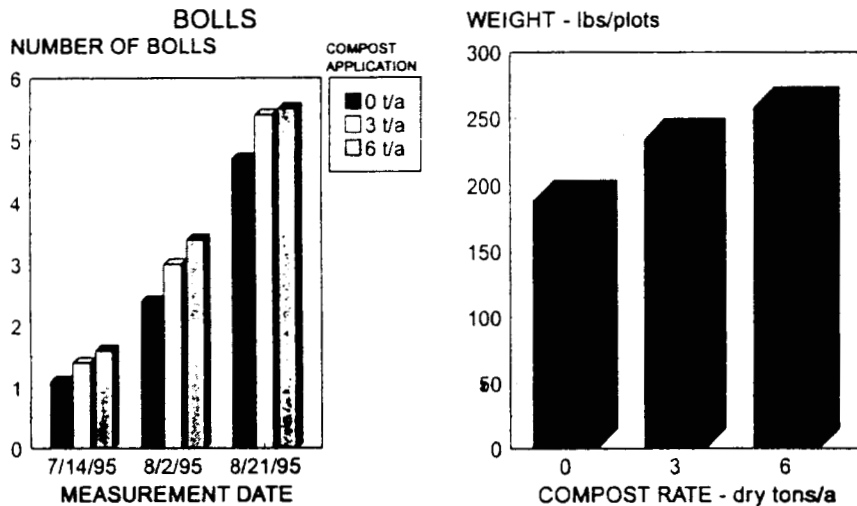 BOLLS
NUMBER OF BOLLS
COMPOST
APPLICATION
0 t/a
3 t/a
6 t/a
6
5
4
3
2
1
0
7/14/95 8/2/95 8/21/95
MEASUREMENT DATE
WEIGHT - lbs/plots
300
250
200
150
100
50
0
0 3 6
COMPOST RATE - dry tons/a